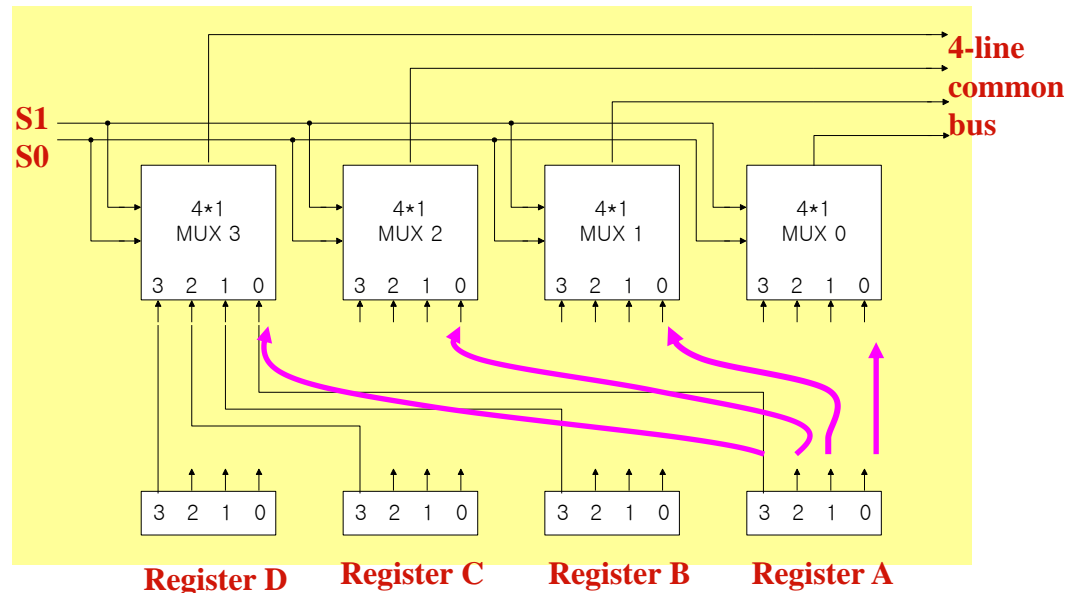 4-line
common
bus
S1
S0
4*1 4*1 4*1 4*1
MUX 3 MUX 2 MUX 1 MUX 0
3 2 1 0 3 2 1 0 3 2 1 0 3 2 1 0
3 2 1 0 3 2 1 0 3 2 1 0 3 2 1 0
Register D Register C Register B Register A